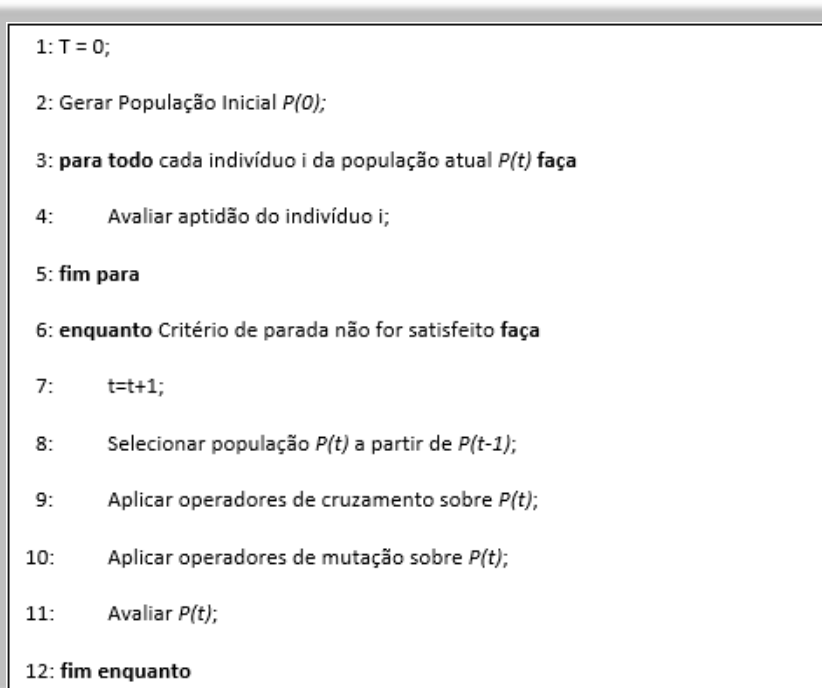 1: T = 0;
2: Gerar População Inicial P(0);
3: para todo cada indivíduo i da população atual P(t) faça
4: Avaliar aptidão do indivíduo i;
5: fim para
6: enquanto Critério de parada não for satisfeito faça
7: t=t+1;
8: Selecionar população P(t) a partir de P(t-1);
9: Aplicar operadores de cruzamento sobre P(t);
10: Aplicar operadores de mutação sobre P(t);
11: Avaliar P(t);
12: fim enquanto